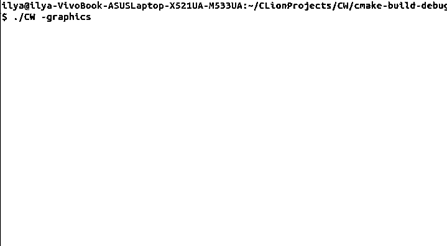 ilya@ilya-VivoBook-ASUSLaptop-X521UA-M533UA:~/CLionProjects/CW/cmake-build-debug
$ ./CW -graphics